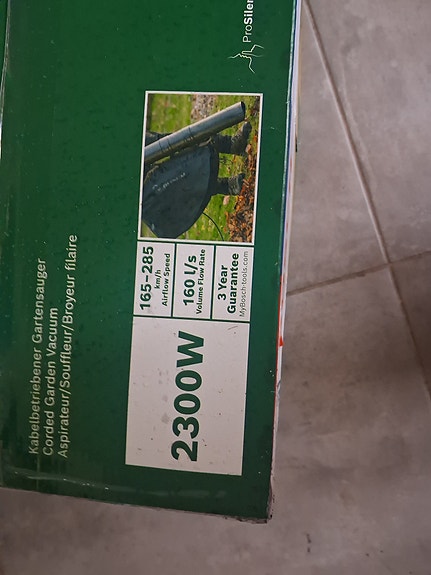 ProSilen
Kabelbetriebener Gartensauger
Corded Garden Vacuum
Aspirateur/Souffleur/Broyeur filaire
2300W
165-285
km/h
Airflow Speed
160 l/s
Volume Flow Rate
3 Year
Guarantee
MyBosch-tools.com